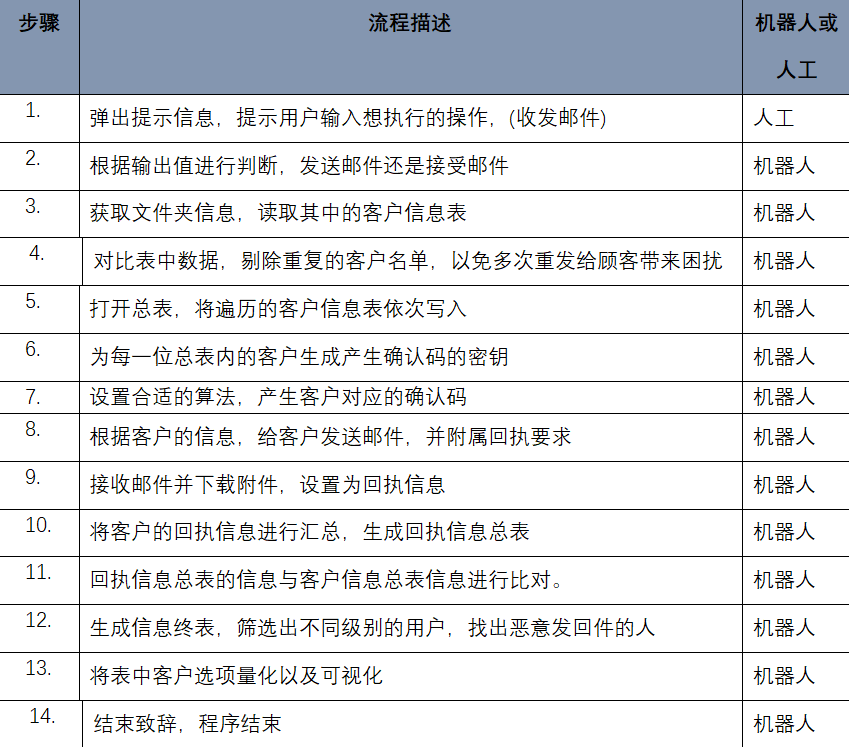 步骤 流程描述 机器人或
人工
1. 弹出提示信息，提示用户输入想执行的操作，(收发邮件) 人工
2. 根据输出值进行判断，发送邮件还是接受邮件 机器人
3. 获取文件夹信息，读取其中的客户信息表 机器人
4. 对比表中数据，剔除重复的客户名单，以免多次重发给顾客带来困扰 机器人
5. 打开总表，将遍历的客户信息表依次写入 机器人
6. 为每一位总表内的客户生成产生确认码的密钥 机器人
7. 设置合适的算法，产生客户对应的确认码 机器人
8. 根据客户的信息，给客户发送邮件，并附属回执要求 机器人
9. 接收邮件并下载附件，设置为回执信息 机器人
10. 将客户的回执信息进行汇总，生成回执信息总表 机器人
11. 回执信息总表的信息与客户信息总表信息进行比对。 机器人
12. 生成信息终表，筛选出不同级别的用户，找出恶意发回件的人 机器人
13. 将表中客户选项量化以及可视化 机器人
14. 结束致辞，程序结束 机器人